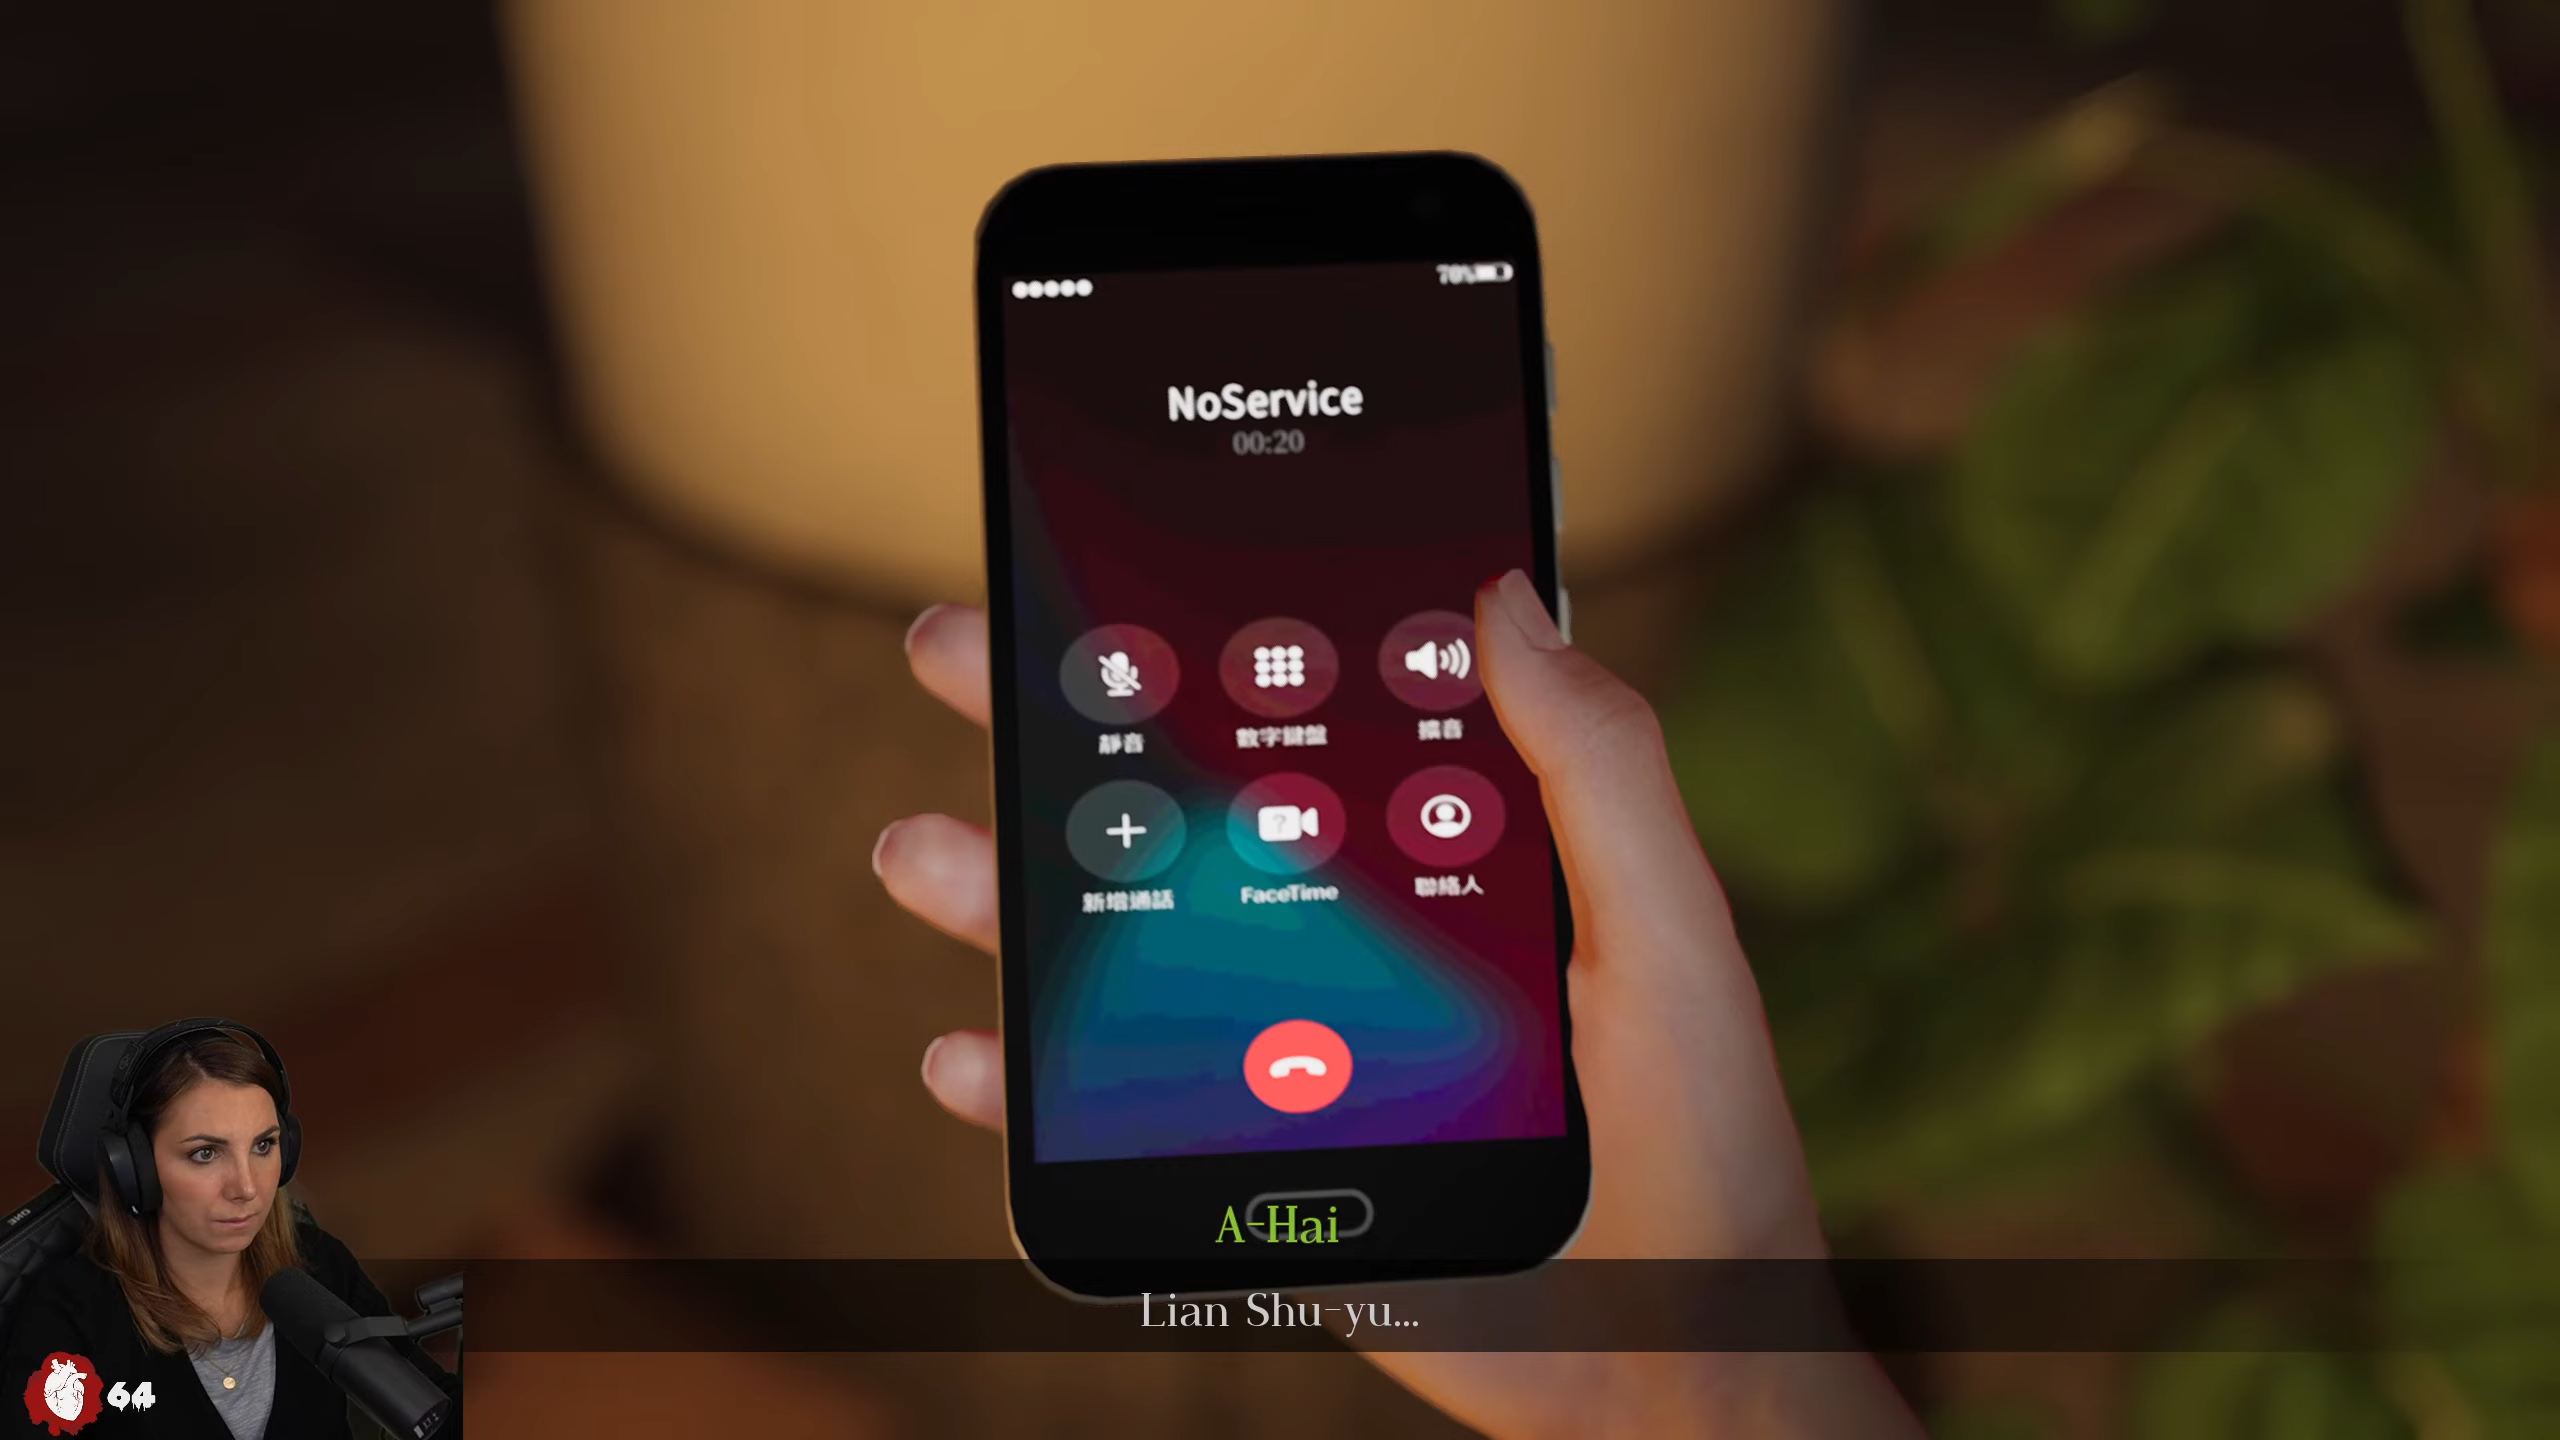 70%
NoService
00:20
靜音
數字鍵盤
擴音
新增通話
FaceTime
聯絡人
A-Hai
Lian Shu-yu...
ONE
64